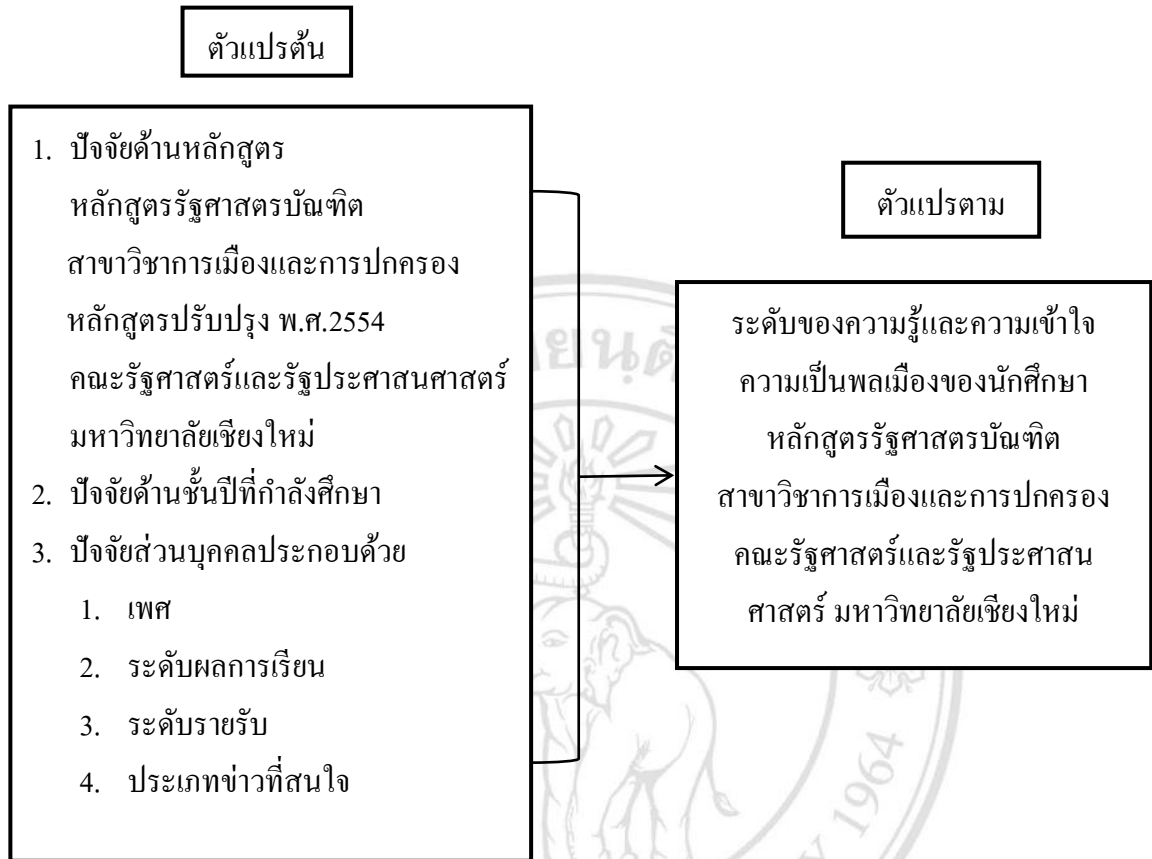 ตัวแปรต้น
1. ปัจจัยด้านหลักสูตร
หลักสูตรรัฐศาสตรบัณฑิต
สาขาวิชาการเมืองและการปกครอง
หลักสูตรปรับปรุง พ.ศ.2554
คณะรัฐศาสตร์และรัฐประศาสนศาสตร์
มหาวิทยาลัยเชียงใหม่
2. ปัจจัยด้านชั้นปีที่กำลังศึกษา
3. ปัจจัยส่วนบุคคลประกอบด้วย
1. เพศ
2. ระดับผลการเรียน
3. ระดับรายรับ
4. ประเภทข่าวที่สนใจ
ตัวแปรตาม
ระดับของความรู้และความเข้าใจ
ความเป็นพลเมืองของนักศึกษา
หลักสูตรรัฐศาสตรบัณฑิต
สาขาวิชาการเมืองและการปกครอง
คณะรัฐศาสตร์และรัฐประศาสน
ศาสตร์ มหาวิทยาลัยเชียงใหม่
1964